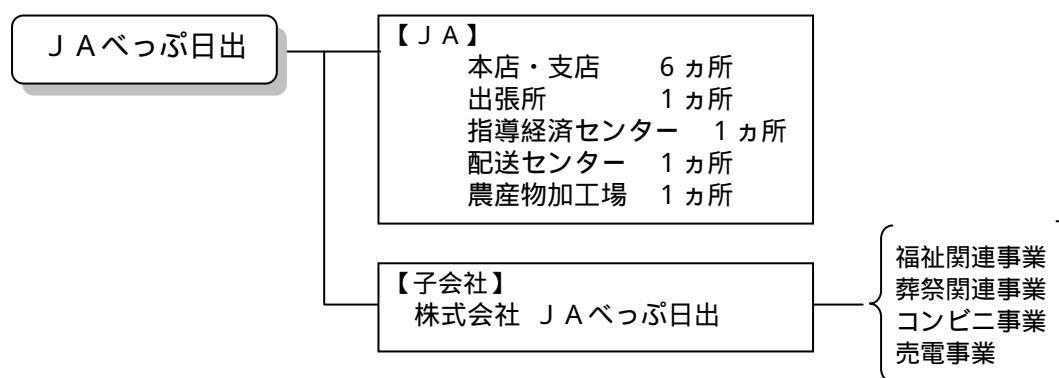 ＪＡべっぷ日出
【ＪＡ】
本店・支店　　６ヵ所
出張所　　　　１ヵ所
指導経済センター　１ヵ所
配送センター　１ヵ所
農産物加工場　１ヵ所
【子会社】
株式会社 ＪＡべっぷ日出
福祉関連事業
葬祭関連事業
コンビニ事業
売電事業